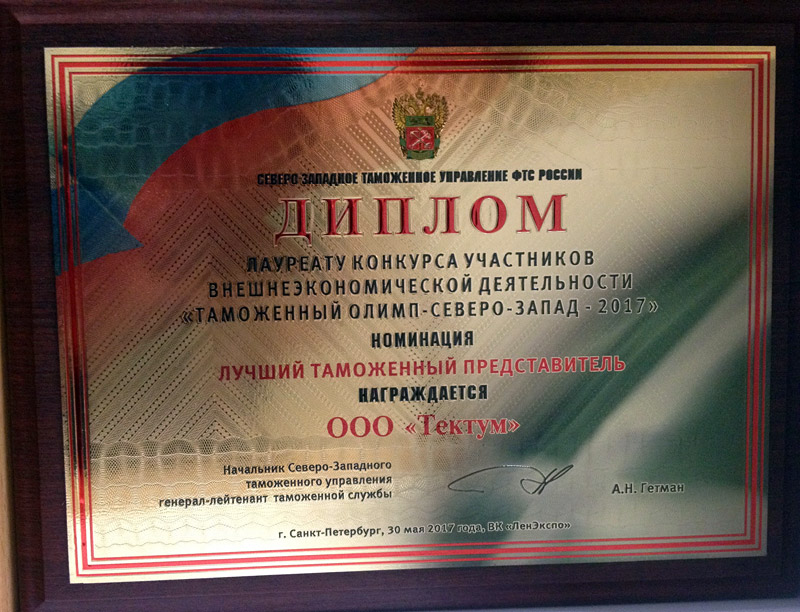 СЕВЕРО-ЗАПАДНОЕ ТАМОЖЕННОЕ УПРАВЛЕНИЕ ФТС РОССИИ
ДИПЛОМ
ЛАУРЕАТУ КОНКУРСА УЧАСТНИКОВ
ВНЕШНЕЭКОНОМИЧЕСКОЙ ДЕЯТЕЛЬНОСТИ
«ТАМОЖЕННЫЙ ОЛИМП-СЕВЕРО-ЗАПАД - 2017»
НОМИНАЦИЯ
ЛУЧШИЙ ТАМОЖЕННЫЙ ПРЕДСТАВИТЕЛЬ
НАГРАЖДАЕТСЯ
ООО «Тектум»
Начальник Северо-Западного
таможенного управления
генерал-лейтенант таможенной службы
А.Н. Гетман
г. Санкт-Петербург, 30 мая 2017 года, ВК «ЛенЭкспо»